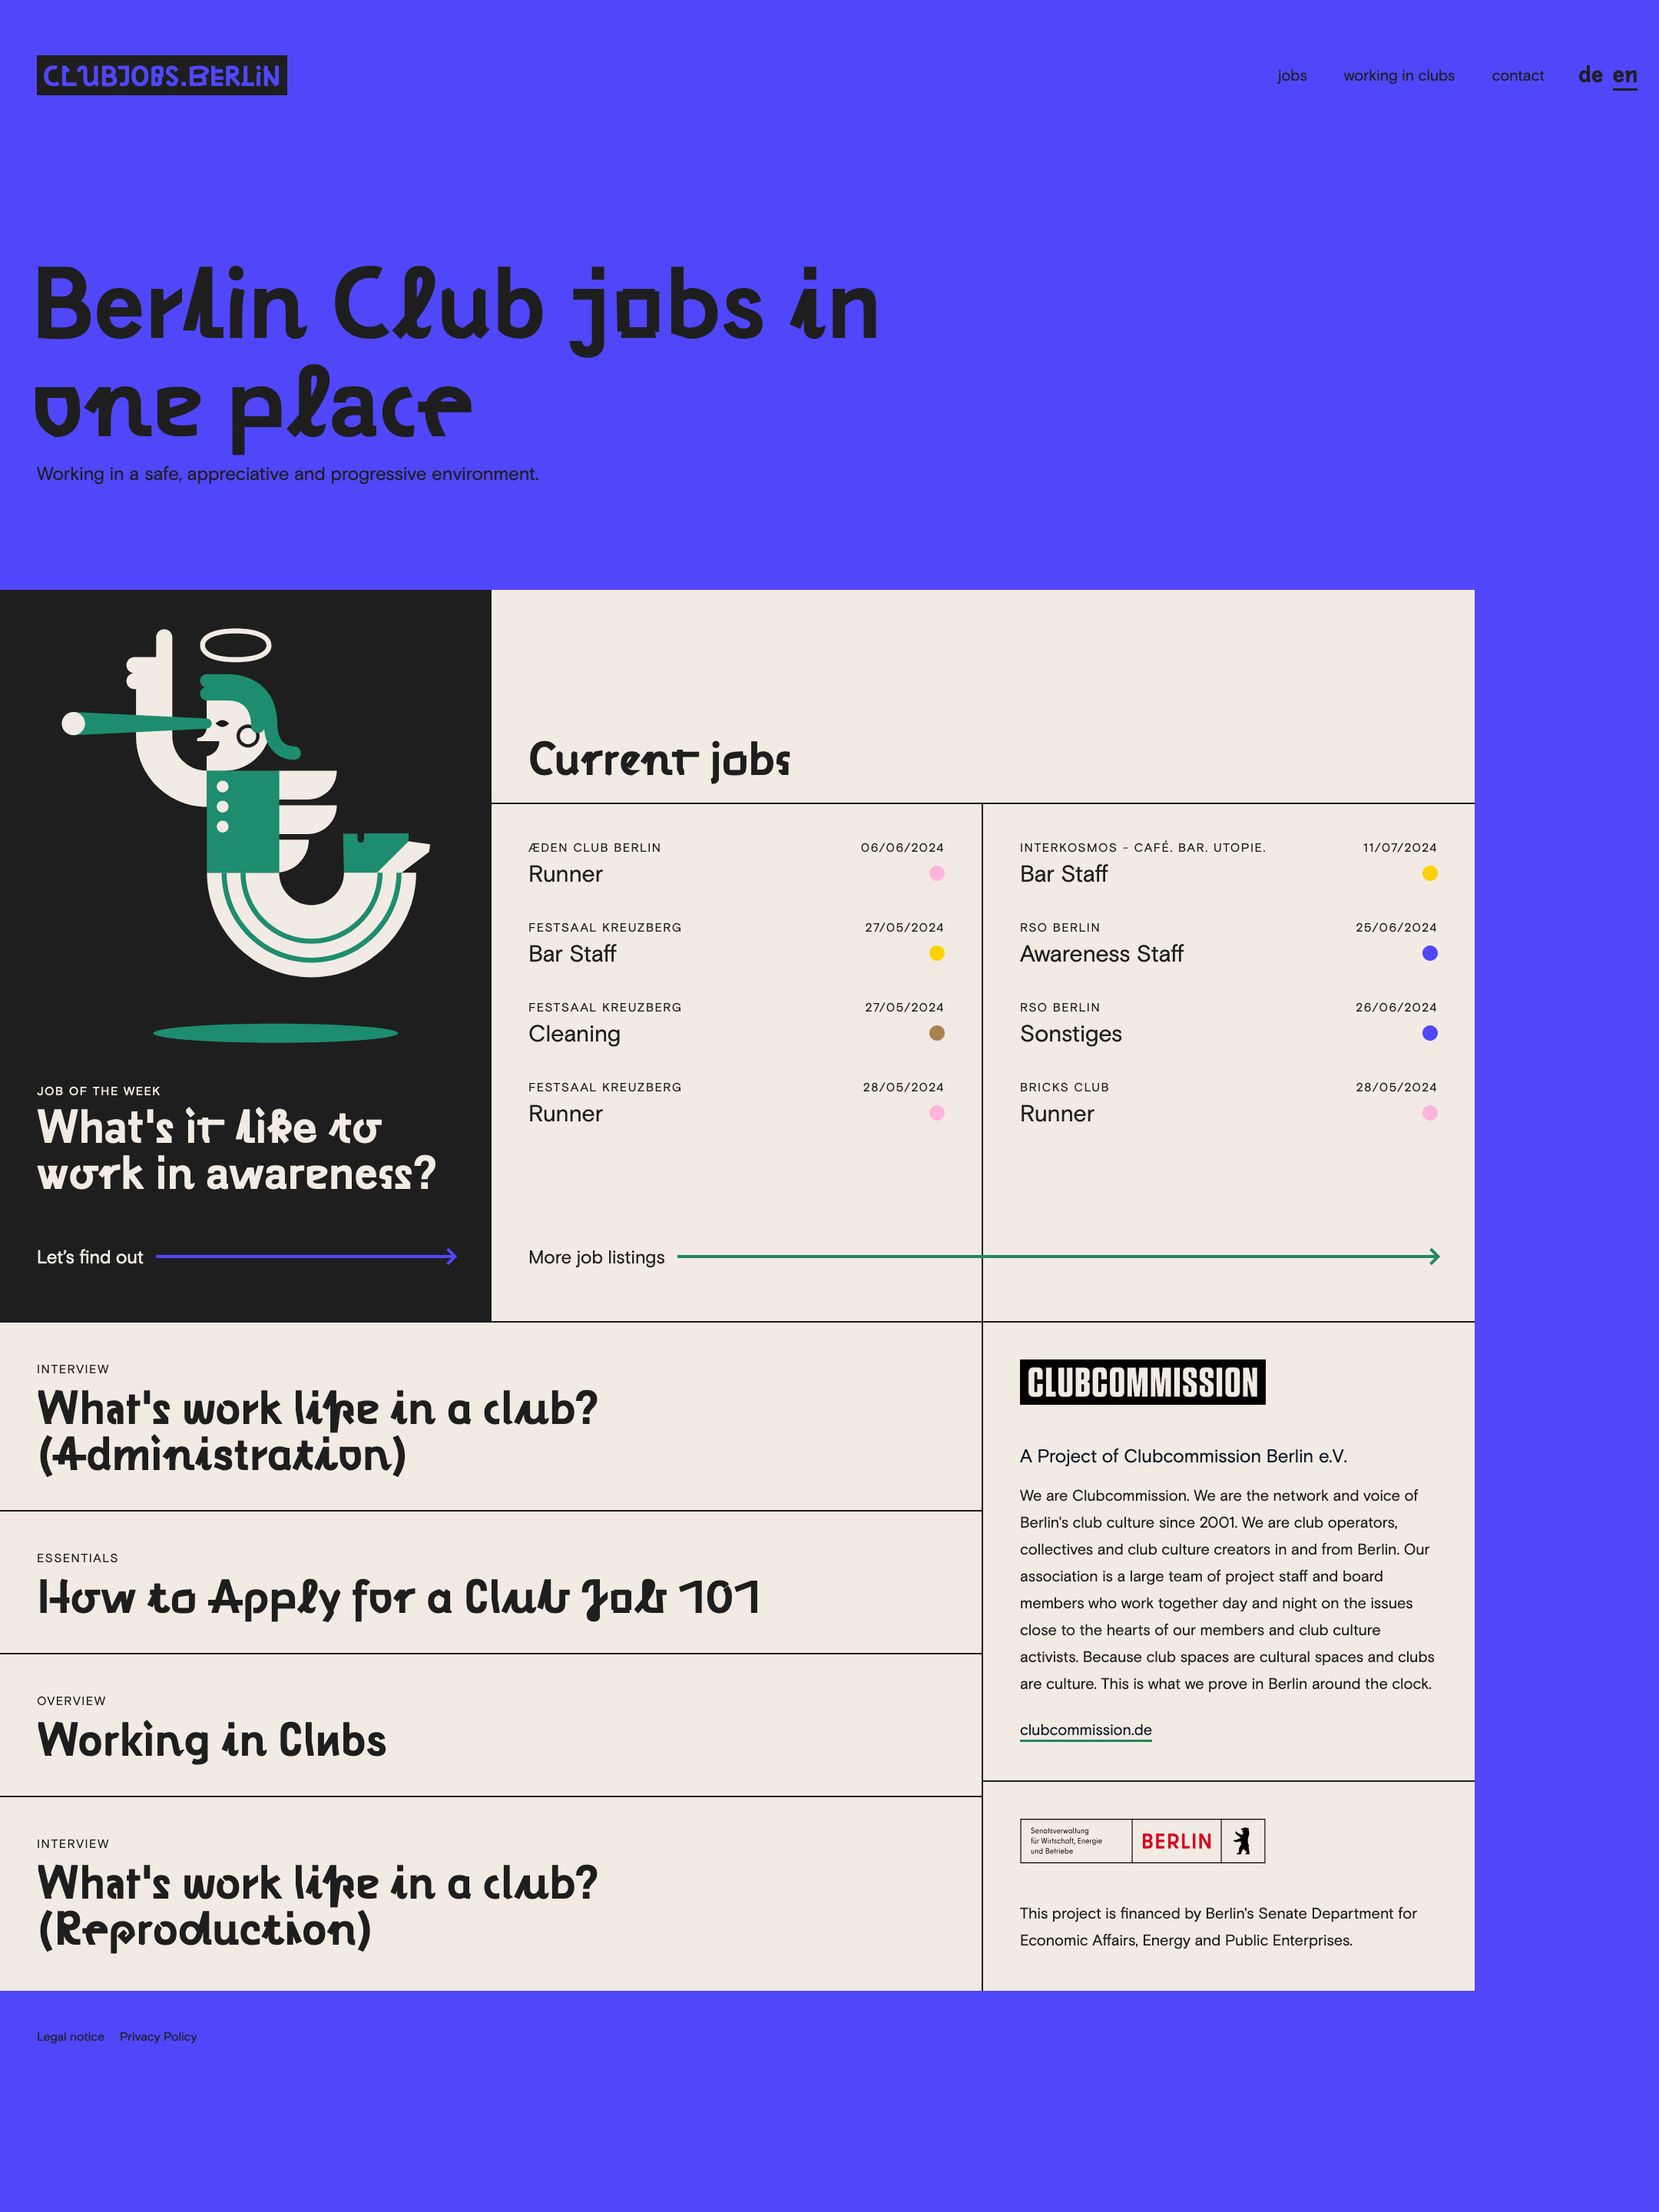 CLUBJOBS.BERLiN
jobs working in clubs contact de en
Berlin Club jobs in
one place
Working in a safe, appreciative and progressive environment.
JOB OF THE WEEK
What's it like to
work in awareness?
Let's find out
Current jobs
ÆDEN CLUB BERLIN 06/06/2024
Runner
FESTSAAL KREUZBERG 27/05/2024
Bar Staff
FESTSAAL KREUZBERG 27/05/2024
Cleaning
FESTSAAL KREUZBERG 28/05/2024
Runner
INTERKOSMOS – CAFÉ. BAR. UTOPIE. 11/07/2024
Bar Staff
RSO BERLIN 25/06/2024
Awareness Staff
RSO BERLIN 26/06/2024
Sonstiges
BRICKS CLUB 28/05/2024
Runner
More job listings
INTERVIEW
What's work like in a club?
(Administration)
ESSENTIALS
How to Apply for a Club Job 101
OVERVIEW
Working in Clubs
INTERVIEW
What's work like in a club?
(Reproduction)
CLUBCOMMISSION
A Project of Clubcommission Berlin e.V.
We are Clubcommission. We are the network and voice of
Berlin's club culture since 2001. We are club operators,
collectives and club culture creators in and from Berlin. Our
association is a large team of project staff and board
members who work together day and night on the issues
close to the hearts of our members and club culture
activists. Because club spaces are cultural spaces and clubs
are culture. This is what we prove in Berlin around the clock.
clubcommission.de
Senatsverwaltung
für Wirtschaft, Energie
und Betriebe
BERLIN
This project is financed by Berlin's Senate Department for
Economic Affairs, Energy and Public Enterprises.
Legal notice Privacy Policy